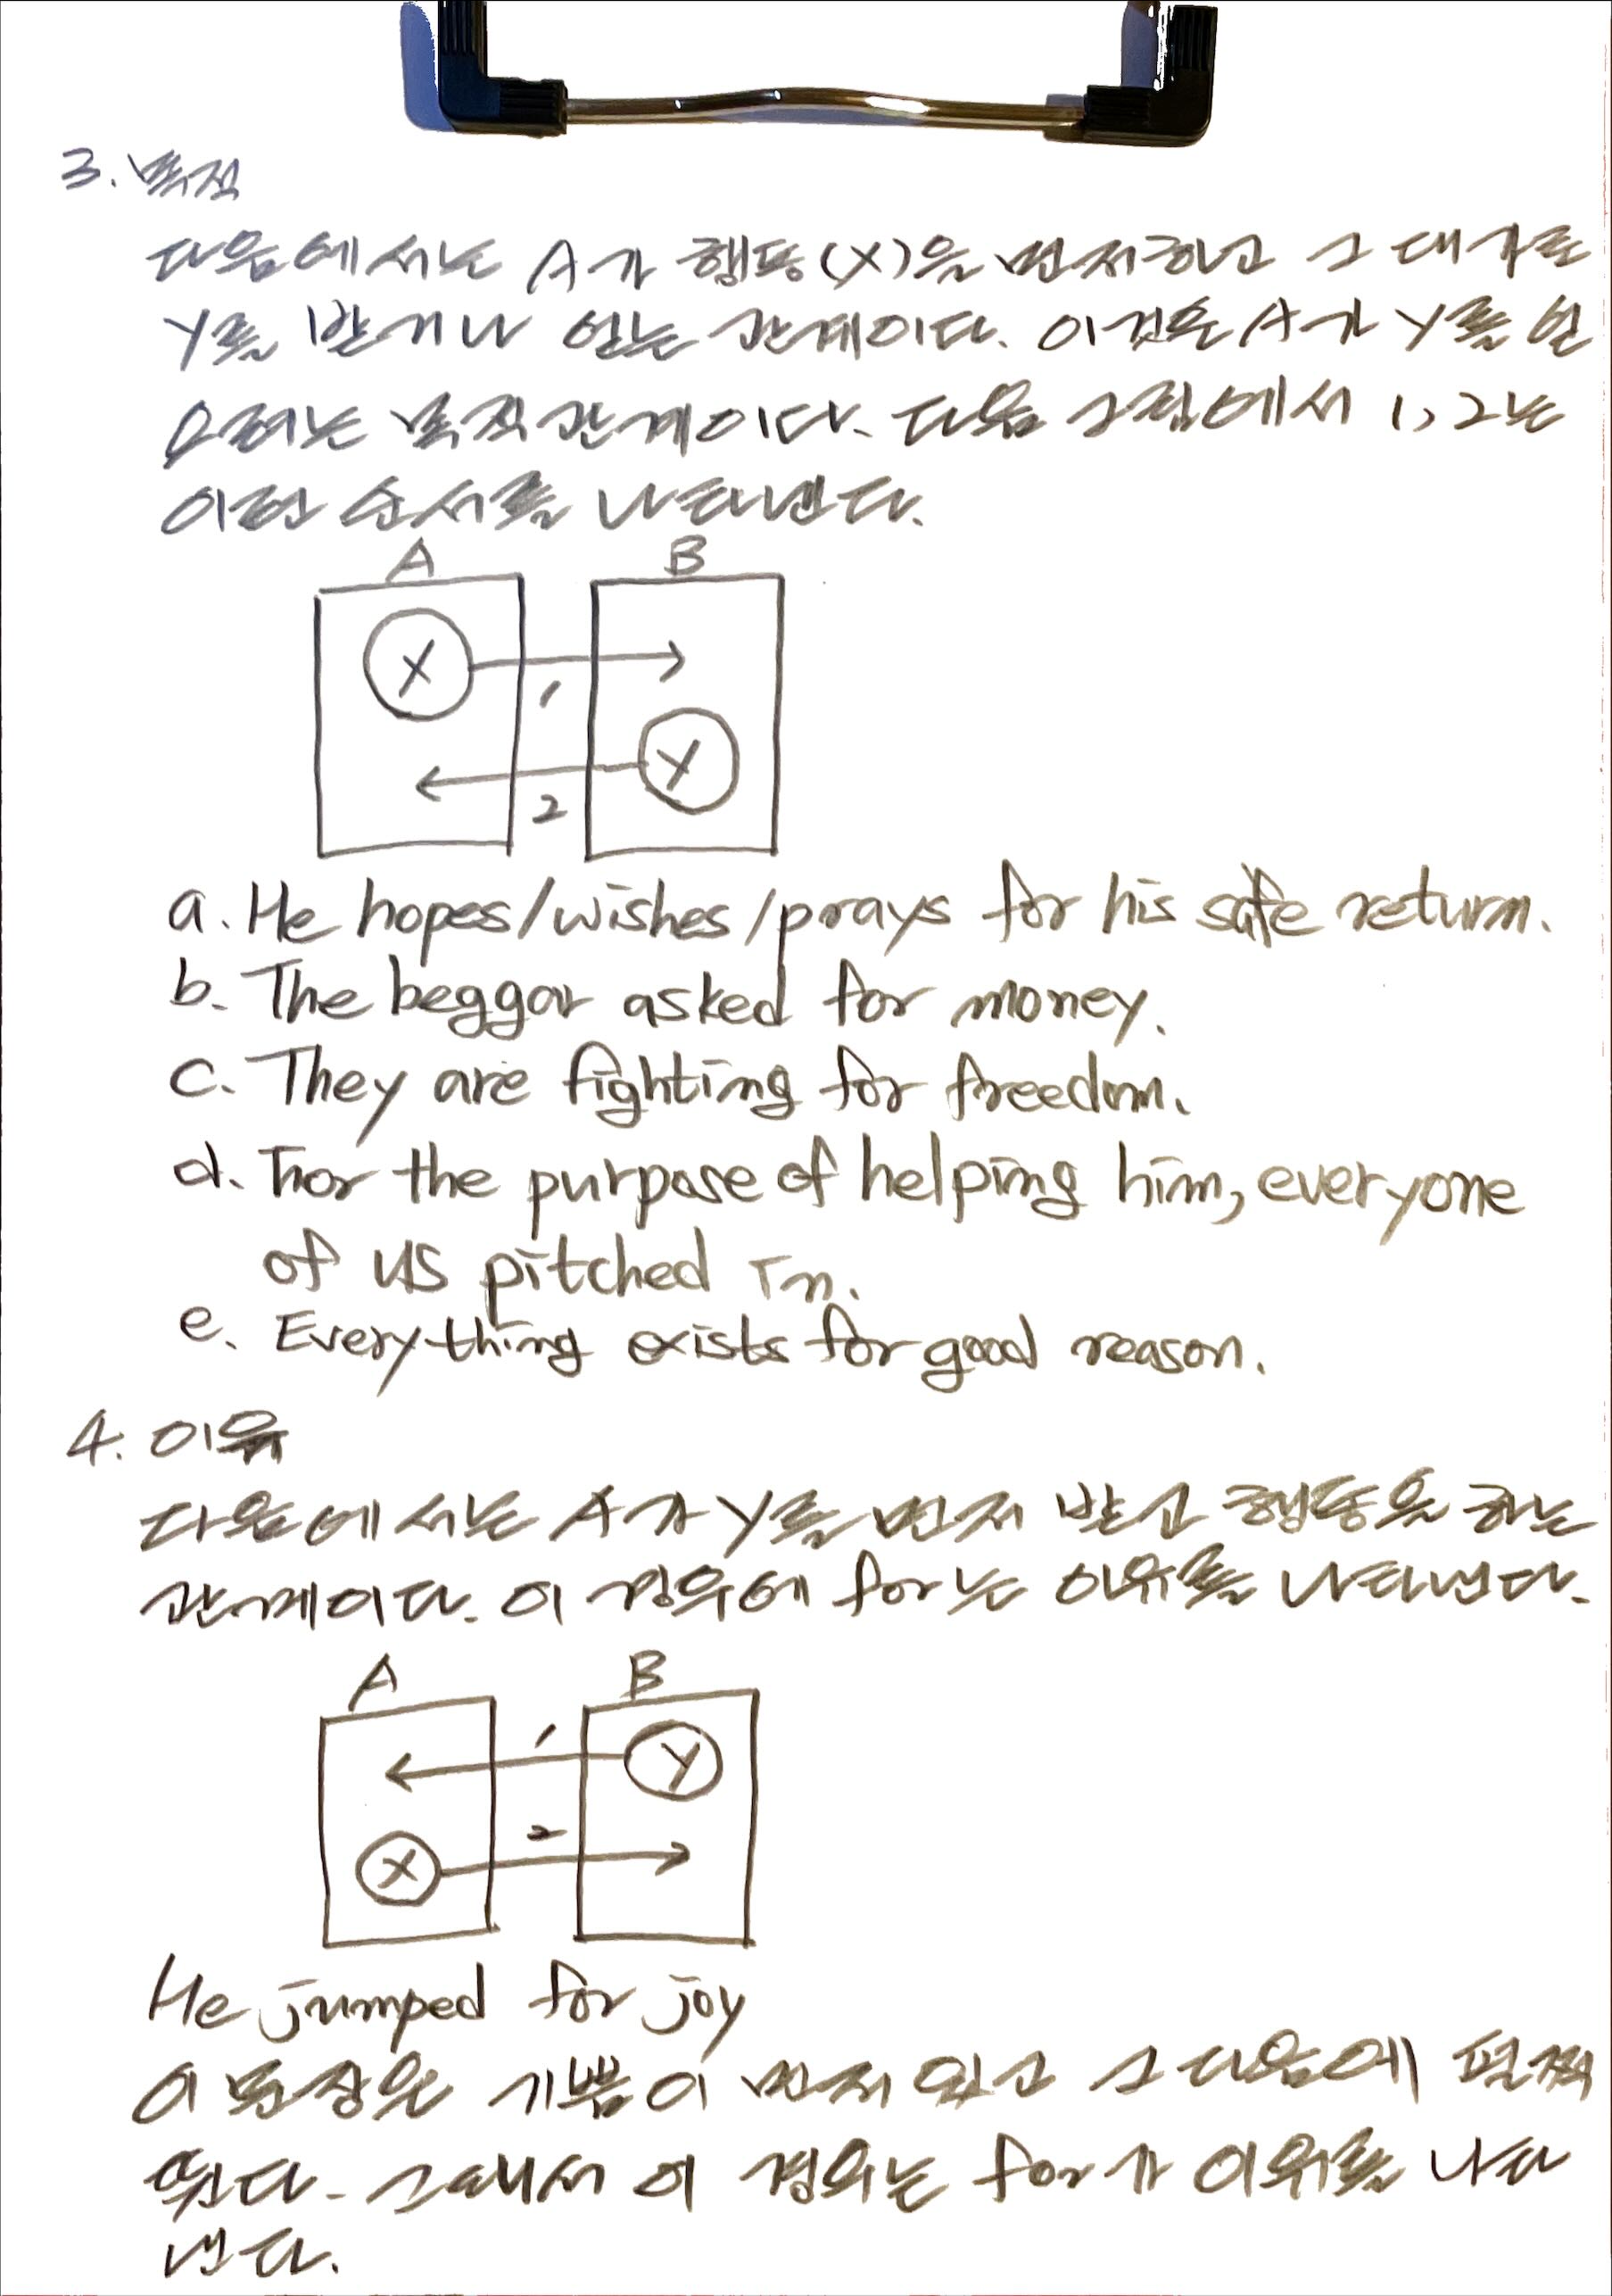 3. 목적
다음에서는 A가 행동(X)을 먼저하고 그 대가로
Y를 받거나 얻는 관계이다. 이것은 A가 Y를 얻
으려는 목적관계이다. 다음 그림에서 1, 2는
이런 순서를 나타낸다.
A B
X
1
Y
2
a. He hopes/wishes/prays for his safe return.
b. The beggar asked for money.
c. They are fighting for freedom.
d. For the purpose of helping him, everyone
of us pitched in.
e. Everything exists for good reason.
4. 이유
다음에서는 A가 Y를 먼저 받고 행동을 하는
관계이다. 이 경우에 for는 이유를 나타낸다.
A B
1
Y
2
X
He jumped for joy
이 문장은 기쁨이 먼저 있고 그 다음에 펄쩍
뛴다. 그래서 이 경우는 for가 이유를 나타
낸다.